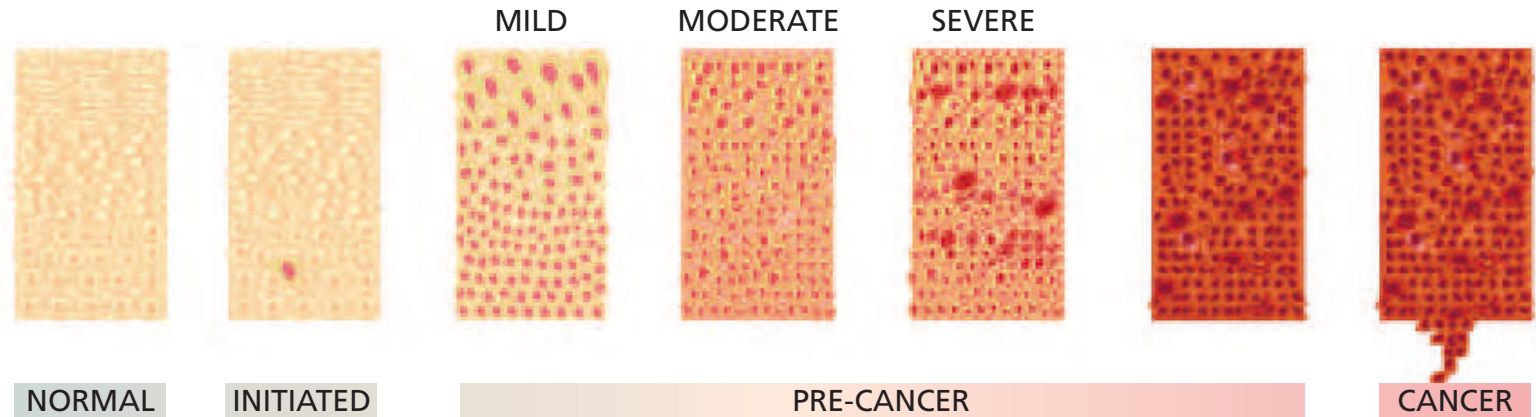 MILD MODERATE SEVERE
NORMAL INITIATED PRE-CANCER CANCER